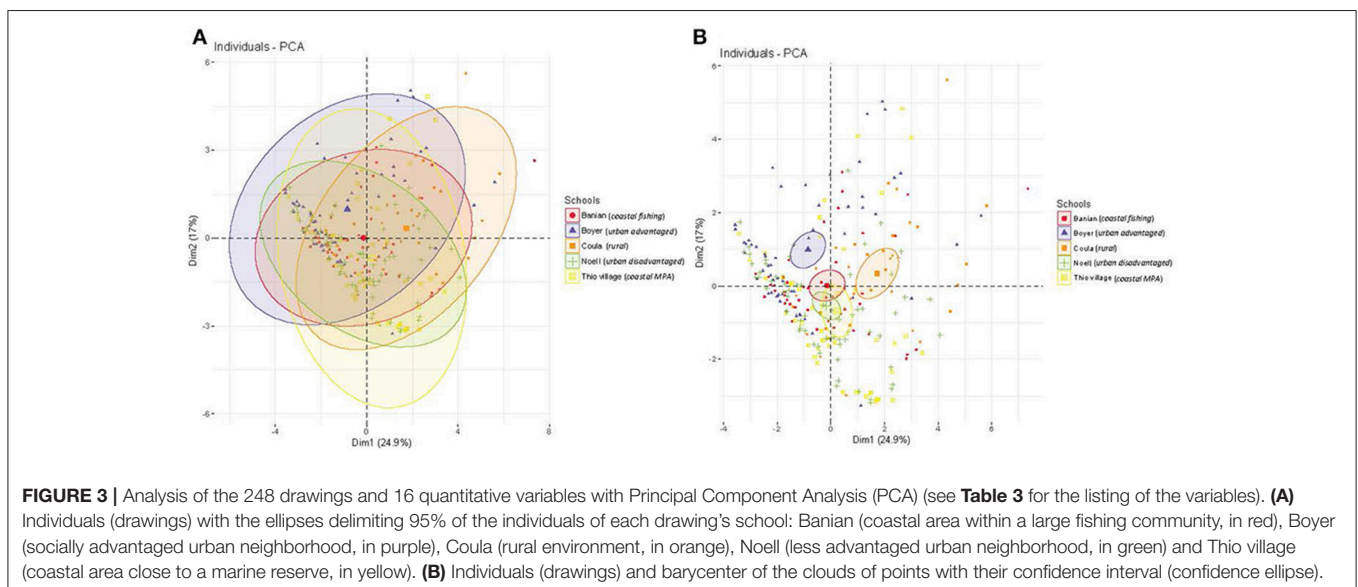 A
Individuals - PCA
6
3
0
-3
-6
Dim2 (17%)
-4
0
4
8
Dim1 (24.9%)
Schools
Banian (coastal fishing)
Boyer (urban advantaged)
Coula (rural)
Noell (urban disadvantaged)
Thio village (coastal MPA)
B
Individuals - PCA
6
4
2
0
-2
Dim2 (17%)
-4
-2
0
2
4
6
Dim1 (24.9%)
Schools
Banian (coastal fishing)
Boyer (urban advantaged)
Coula (rural)
Noell (urban disadvantaged)
Thio village (coastal MPA)
FIGURE 3 | Analysis of the 248 drawings and 16 quantitative variables with Principal Component Analysis (PCA) (see Table 3 for the listing of the variables). (A)
Individuals (drawings) with the ellipses delimiting 95% of the individuals of each drawing's school: Banian (coastal area within a large fishing community, in red), Boyer
(socially advantaged urban neighborhood, in purple), Coula (rural environment, in orange), Noell (less advantaged urban neighborhood, in green) and Thio village
(coastal area close to a marine reserve, in yellow). (B) Individuals (drawings) and barycenter of the clouds of points with their confidence interval (confidence ellipse).